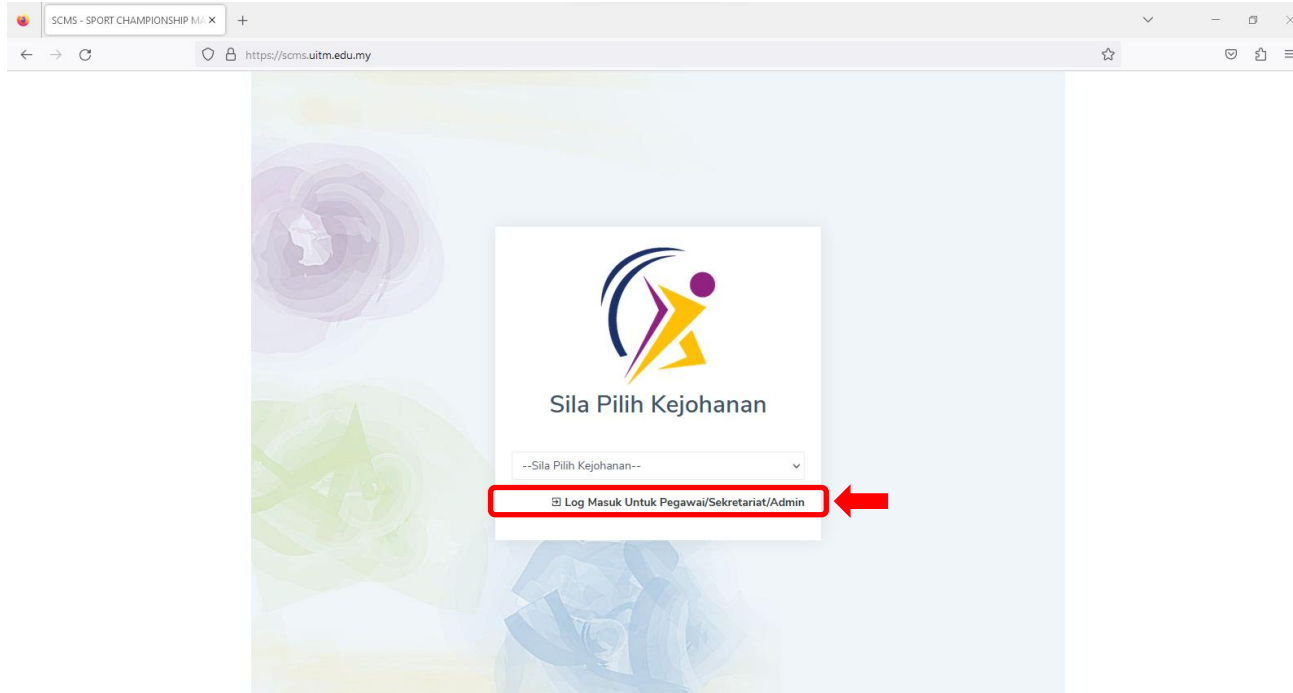 SCMS - SPORT CHAMPIONSHIP MA
https://scms.uitm.edu.my
Sila Pilih Kejohanan
--Sila Pilih Kejohanan--
Log Masuk Untuk Pegawai/Sekretariat/Admin